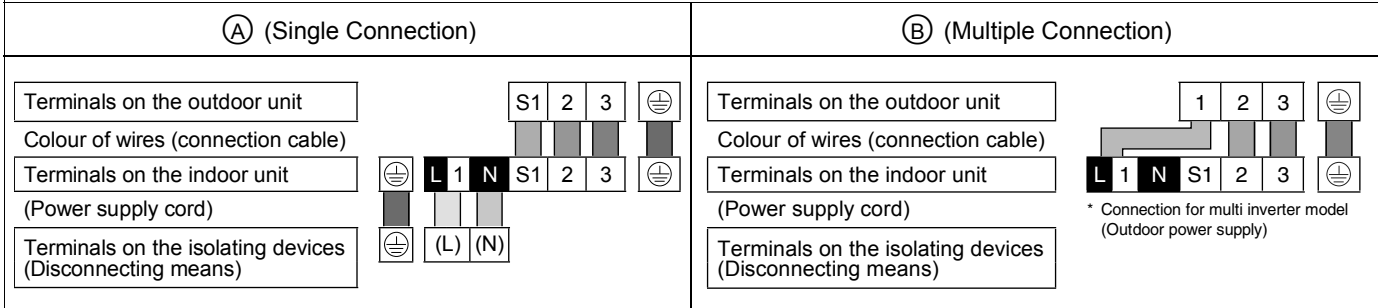 Ⓐ (Single Connection)
Terminals on the outdoor unit
S1 2 3
Colour of wires (connection cable)
Terminals on the indoor unit
L 1 N S1 2 3
(Power supply cord)
Terminals on the isolating devices
(Disconnecting means)
(L) (N)
Ⓑ (Multiple Connection)
Terminals on the outdoor unit
1 2 3
Colour of wires (connection cable)
Terminals on the indoor unit
L 1 N S1 2 3
(Power supply cord)
* Connection for multi inverter model
(Outdoor power supply)
Terminals on the isolating devices
(Disconnecting means)